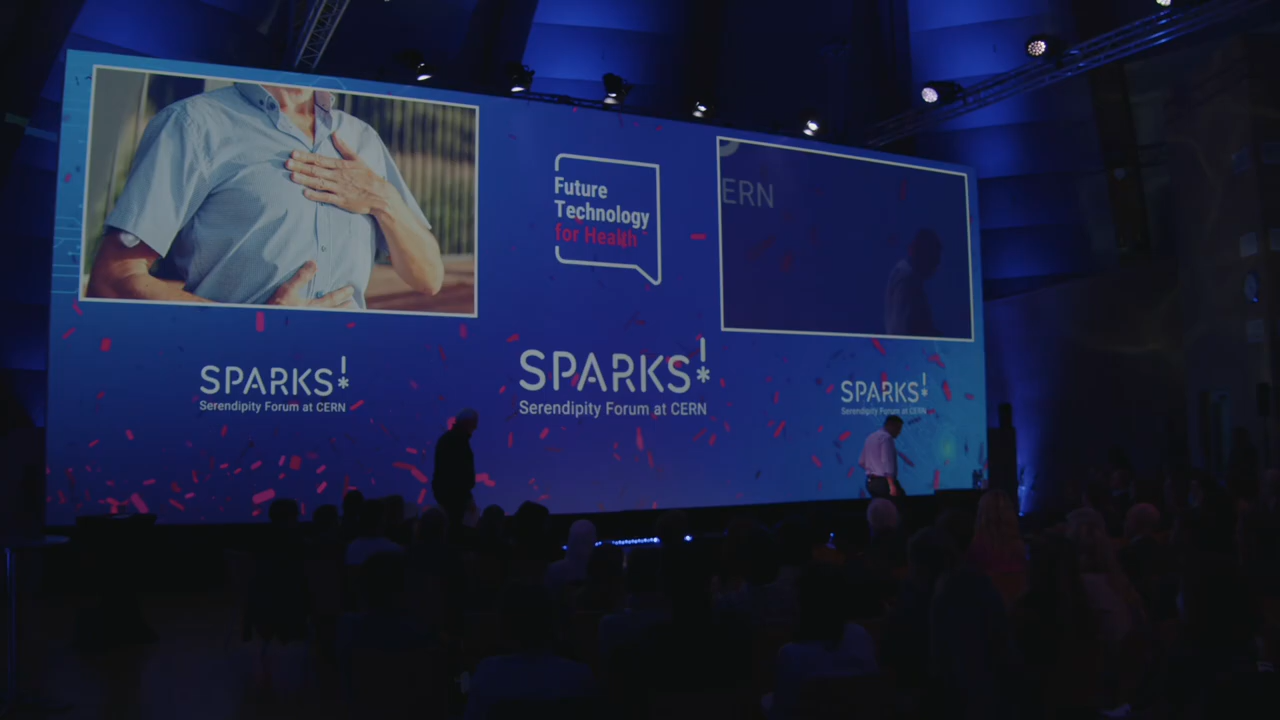 Future
Technology
for Health
ERN
SPARKS!
Serendipity Forum at CERN
SPARKS!
Serendipity Forum at CERN
SPARKS!
Serendipity Forum at CERN